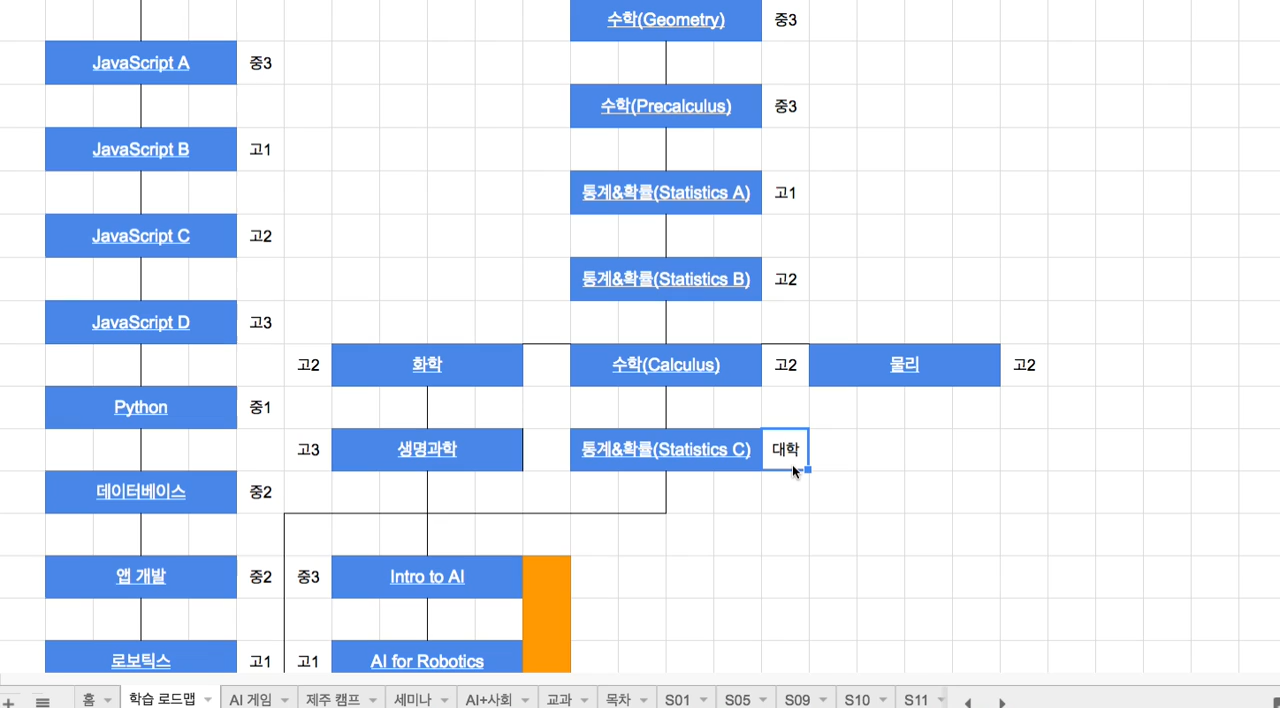 수학(Geometry) 중3
JavaScript A 중3
수학(Precalculus) 중3
JavaScript B 고1
통계&확률(Statistics A) 고1
JavaScript C 고2
통계&확률(Statistics B) 고2
JavaScript D 고3
고2 화학 수학(Calculus) 고2 물리 고2
Python 중1
고3 생명과학 통계&확률(Statistics C) 대학
데이터베이스 중2
앱 개발 중2 중3 Intro to AI
로보틱스 고1 고1 AI for Robotics
홈 학습 로드맵 AI 게임 제주 캠프 세미나 AI+사회 교과 목차 S01 S05 S09 S10 S11